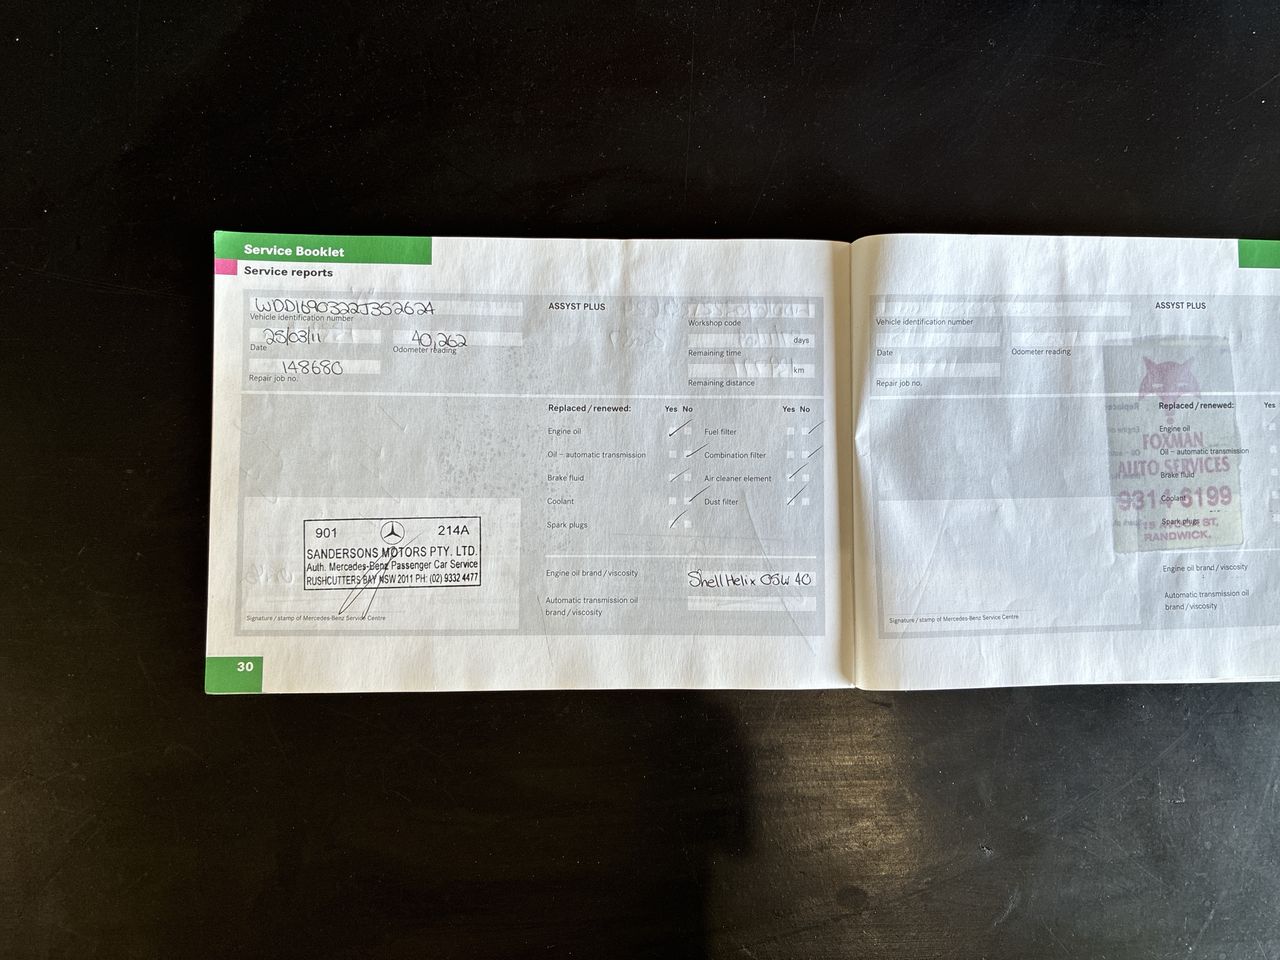 Service Booklet
Service reports
WDD1690322J352624
Vehicle identification number
25/03/11
40,262
Date
Odometer reading
148680
Repair job no.
ASSYST PLUS
Workshop code
days
Remaining time
km
Remaining distance
Replaced/renewed: Yes No Yes No
Engine oil Fuel filter
Oil – automatic transmission Combination filter
Brake fluid Air cleaner element
Coolant Dust filter
Spark plugs
901 214A
SANDERSONS MOTORS PTY. LTD.
Auth. Mercedes-Benz Passenger Car Service
RUSHCUTTERS BAY NSW 2011 PH: (02) 9332 4477
Signature/stamp of Mercedes-Benz Service Centre
Engine oil brand/viscosity Shell Helix 05W 40
Automatic transmission oil
brand/viscosity
30
Vehicle identification number
Date
Odometer reading
Repair job no.
ASSYST PLUS
Replaced/renewed: Yes
Engine oil
Oil – automatic transmission
Brake fluid
Coolant
Spark plugs
FOXMAN
AUTO SERVICES
9314-6199
ST,
RANDWICK.
Engine oil brand/viscosity
Automatic transmission oil
brand/viscosity
Signature/stamp of Mercedes-Benz Service Centre